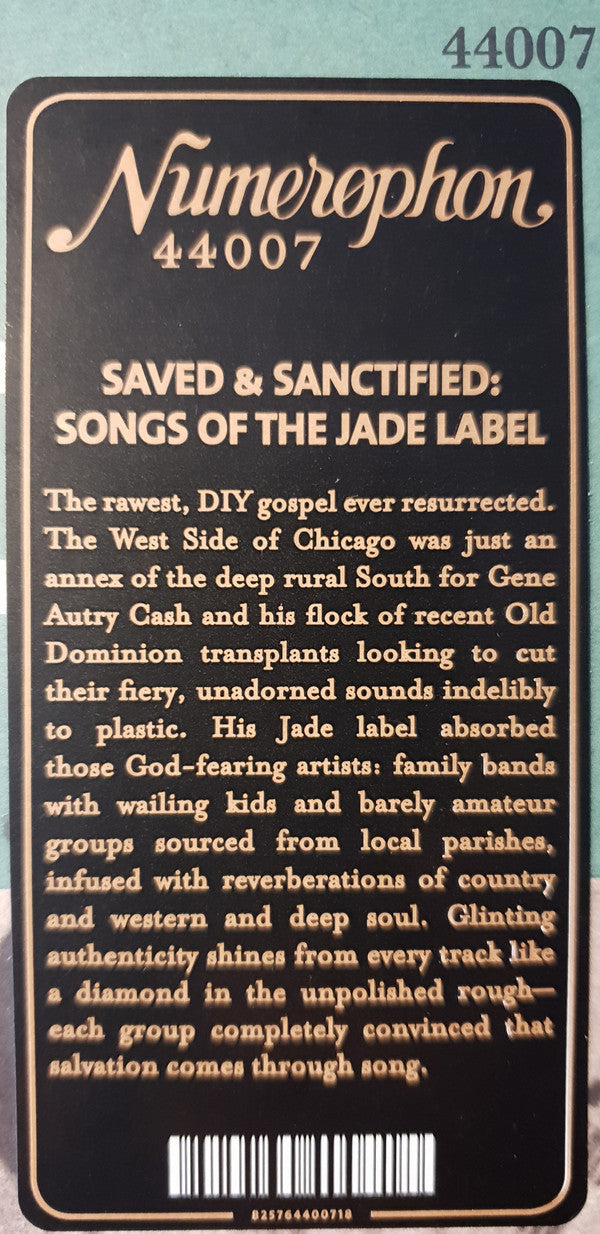 44007
Numerophon
44007
SAVED & SANCTIFIED:
SONGS OF THE JADE LABEL
The rawest, DIY gospel ever resurrected.
The West Side of Chicago was just an
annex of the deep rural South for Gene
Autry Cash and his flock of recent Old
Dominion transplants looking to cut
their fiery, unadorned sounds indelibly
to plastic. His Jade label absorbed
those God-fearing artists: family bands
with wailing kids and barely amateur
groups sourced from local parishes,
infused with reverberations of country
and western and deep soul. Glinting
authenticity shines from every track like
a diamond in the unpolished rough—
each group completely convinced that
salvation comes through song.
825764400718